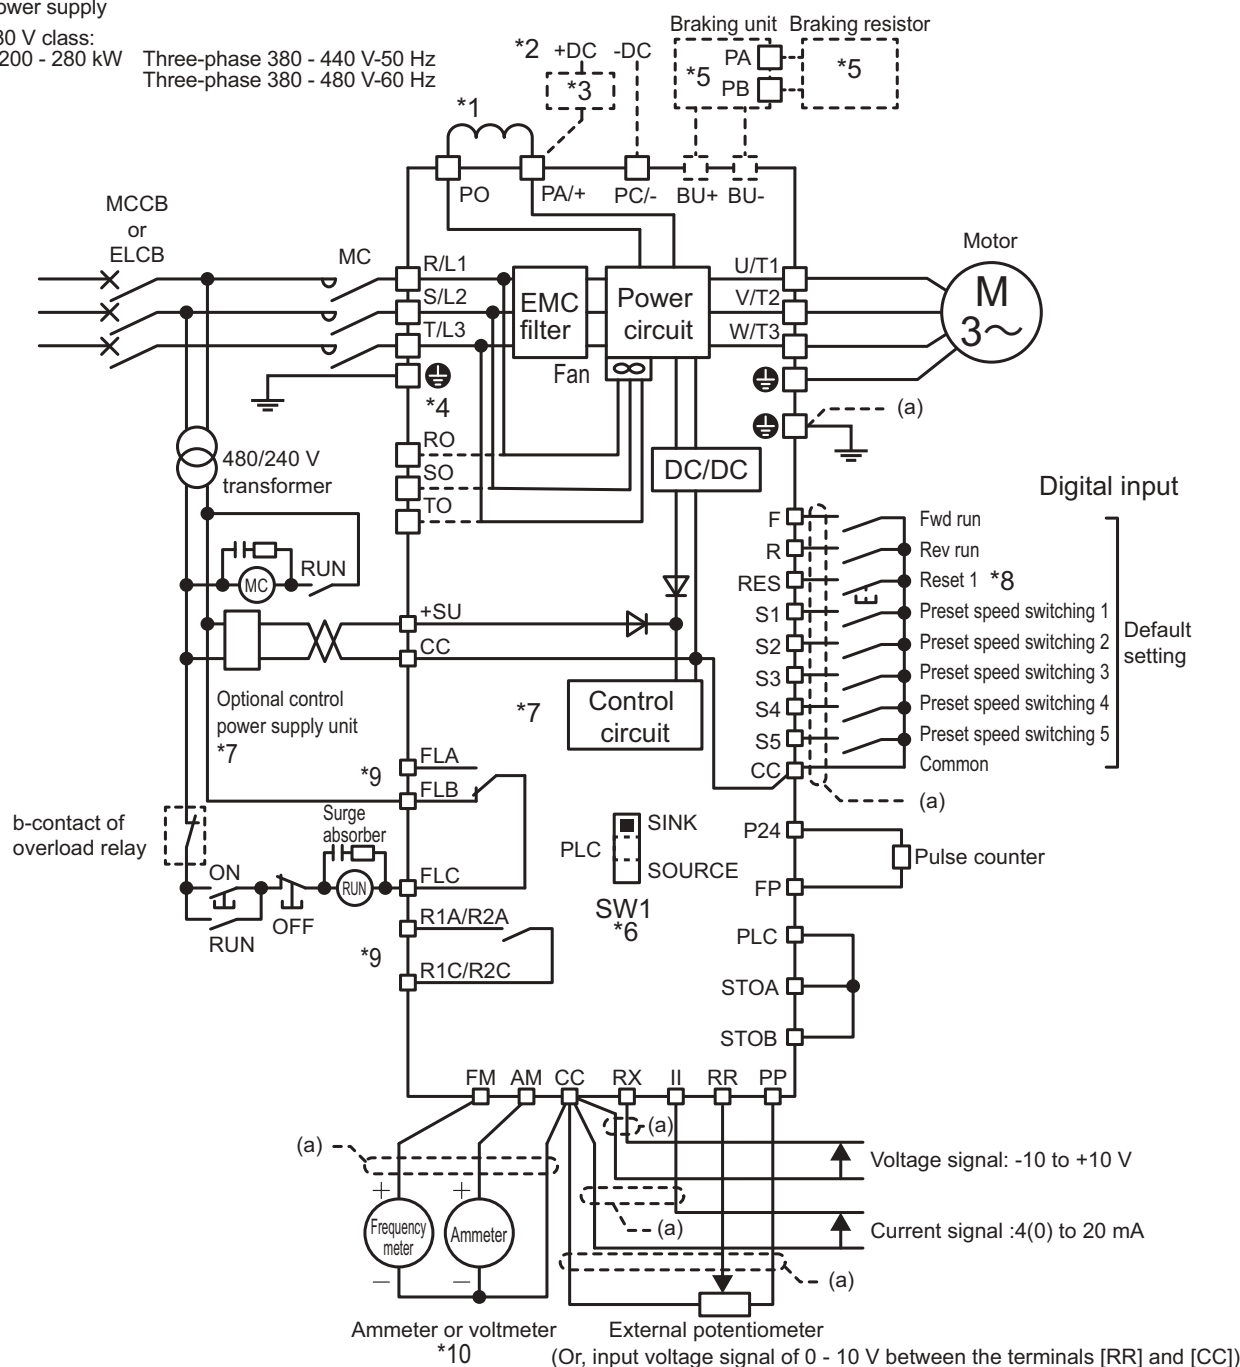 ower supply
30 V class:
200 - 280 kW Three-phase 380 - 440 V-50 Hz
Three-phase 380 - 480 V-60 Hz
*1
*2 +DC -DC
*3
Braking unit Braking resistor
*5 PA
PB
*5
PO PA/+ PC/- BU+ BU-
MCCB
or
ELCB
MC
R/L1
S/L2
T/L3
*4
EMC
filter
Power
circuit
Fan
U/T1
V/T2
W/T3
Motor
M
3～
(a)
RO
SO
TO
DC/DC
480/240 V
transformer
MC
RUN
+SU
CC
Optional control
power supply unit
*7
*7
Control
circuit
Digital input
F Fwd run
R Rev run
RES Reset 1 *8
S1 Preset speed switching 1
S2 Preset speed switching 2
S3 Preset speed switching 3
S4 Preset speed switching 4
S5 Preset speed switching 5
CC Common
Default
setting
(a)
*9
FLA
FLB
FLC
b-contact of
overload relay
Surge
absorber
ON
RUN
OFF
RUN
*9
R1A/R2A
R1C/R2C
PLC
SINK
SOURCE
SW1
*6
P24
FP
Pulse counter
PLC
STOA
STOB
FM AM CC RX II RR PP
(a)
(a)
Voltage signal: -10 to +10 V
(a)
Current signal :4(0) to 20 mA
(a)
+ +
Frequency
meter
Ammeter
− −
Ammeter or voltmeter
*10
External potentiometer
(Or, input voltage signal of 0 - 10 V between the terminals [RR] and [CC])